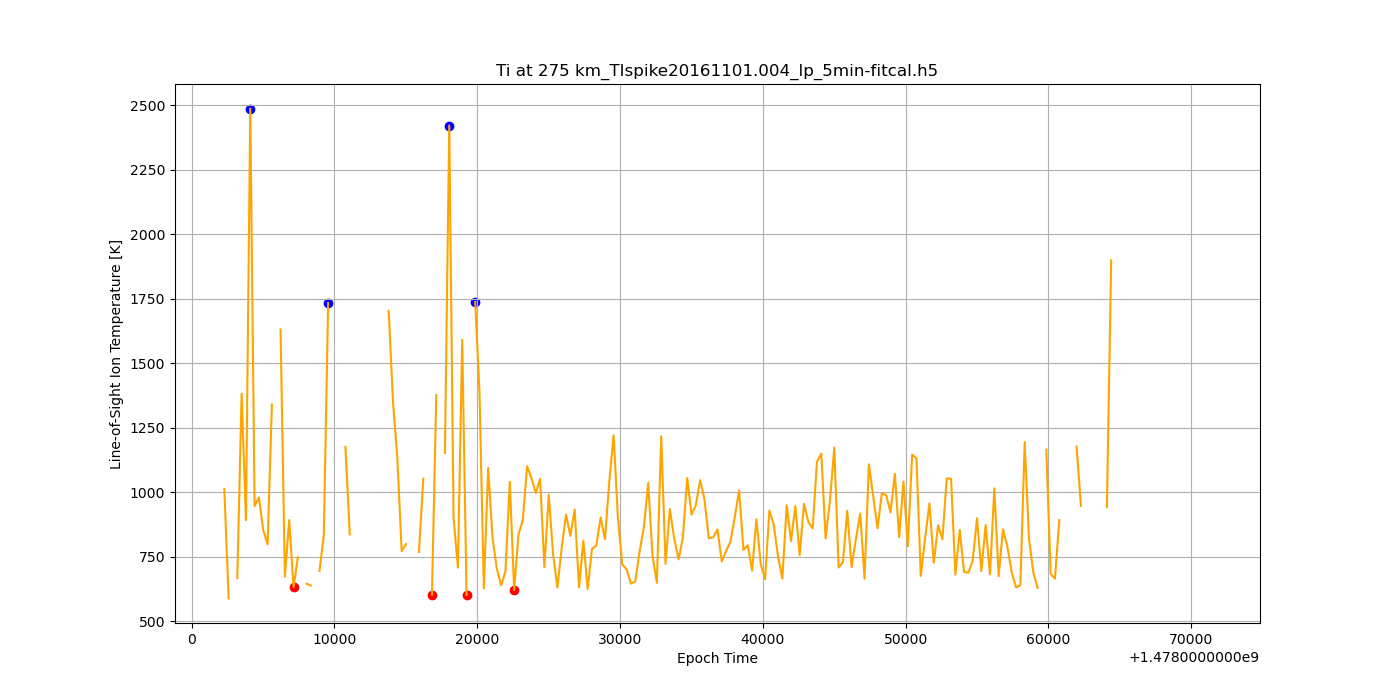 Ti at 275 km_TIspike20161101.004_lp_5min-fitcal.h5
Line-of-Sight Ion Temperature [K]
2500
2250
2000
1750
1500
1250
1000
750
500
0 10000 20000 30000 40000 50000 60000 70000
Epoch Time
+1.4780000000e9